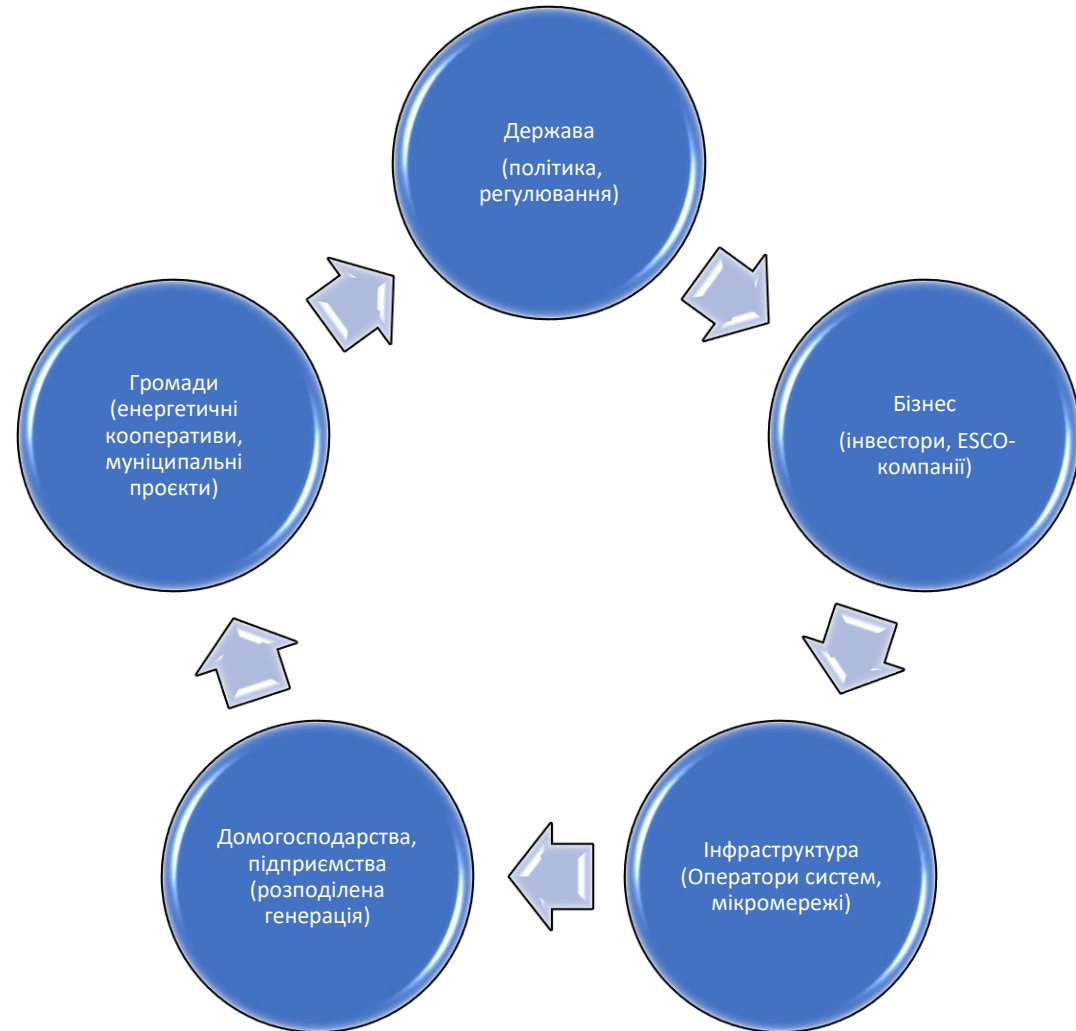 Держава
(політика,
регулювання)
Бізнес
(інвестори, ESCO-
компанії)
Інфраструктура
(Оператори систем,
мікромережі)
Домогосподарства,
підприємства
(розподілена
генерація)
Громади
(енергетичні
кооперативи,
муніципальні
проєкти)